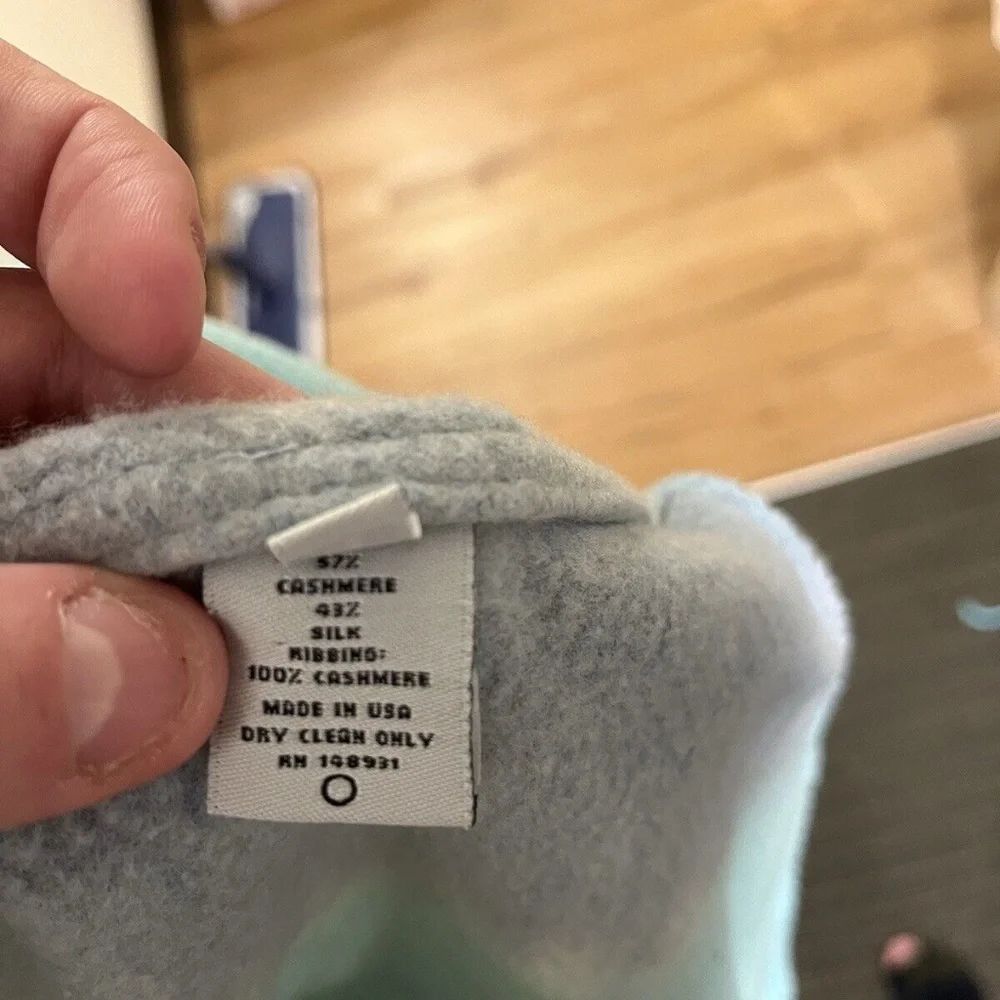 57%
CASHMERE
43%
SILK
RIBBING:
100% CASHMERE
MADE IN USA
DRY CLEAN ONLY
RN 148931